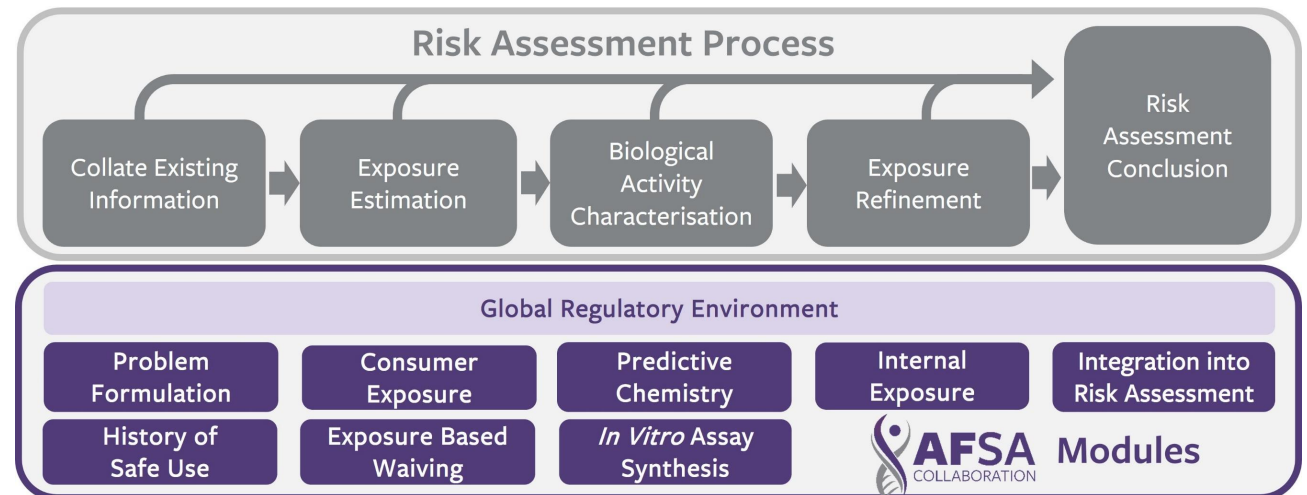 Risk Assessment Process
Collate Existing
Information
Exposure
Estimation
Biological
Activity
Characterisation
Exposure
Refinement
Risk
Assessment
Conclusion
Global Regulatory Environment
Problem
Formulation
Consumer
Exposure
Predictive
Chemistry
Internal
Exposure
Integration into
Risk Assessment
History of
Safe Use
Exposure Based
Waiving
In Vitro Assay
Synthesis
AFSA
COLLABORATION
Modules